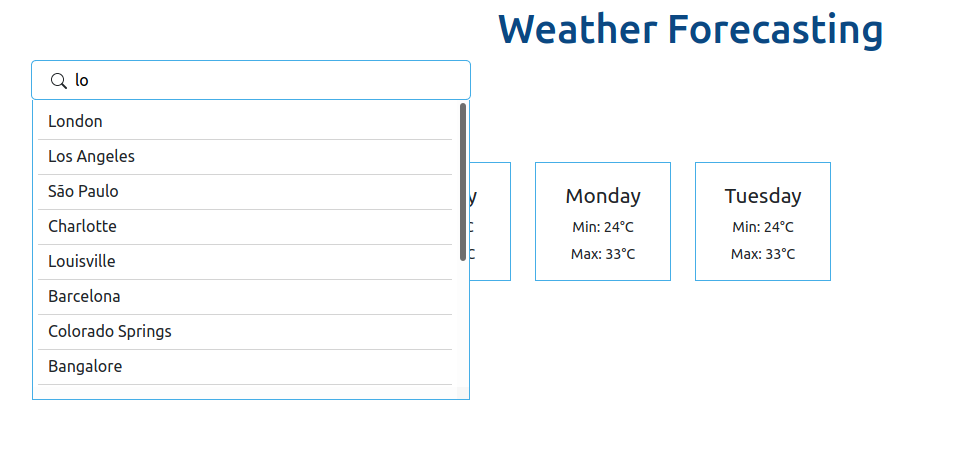 Weather Forecasting
lo
London
Los Angeles
São Paulo
Charlotte
Louisville
Barcelona
Colorado Springs
Bangalore
y
C
C
Monday
Min: 24°C
Max: 33°C
Tuesday
Min: 24°C
Max: 33°C